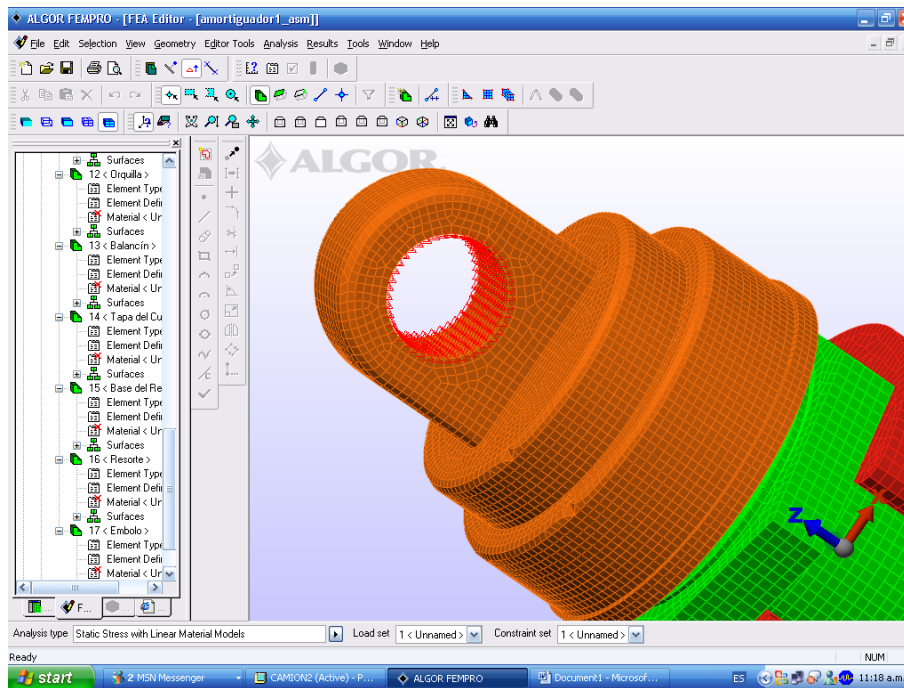 ALGOR FEMPRO - [FEA Editor - [amortiguador1_asm]]
File Edit Selection View Geometry Editor Tools Analysis Results Tools Window Help
ALGOR
Surfaces
12 < Orquilla >
Element Type
Element Defi
Material < Ur
Surfaces
13 < Balancín >
Element Type
Element Defi
Material < Ur
Surfaces
14 < Tapa del Cu
Element Type
Element Defi
Material < Ur
Surfaces
15 < Base del Re
Element Type
Element Defi
Material < Ur
Surfaces
16 < Resorte >
Element Type
Element Defi
Material < Ur
Surfaces
17 < Embolo >
Element Type
Element Defi
Material < Ur
Z
F...
Analysis type Static Stress with Linear Material Models Load set 1 < Unnamed > Constraint set 1 < Unnamed >
Ready NUM
start 2 MSN Messenger CAMION2 (Active) - P... ALGOR FEMPRO Document1 - Microsof... ES 11:18 a.m.